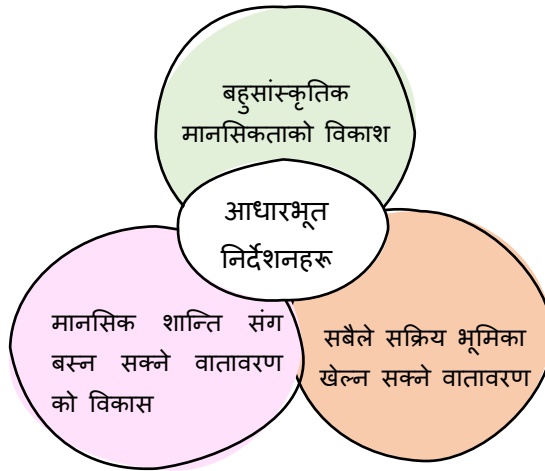 बहुसांस्कृतिक
मानसिकताको विकाश
आधारभूत
निर्देशनहरू
मानसिक शान्ति संग
बस्न सक्ने वातावरण
को विकास
सबैले सक्रिय भूमिका
खेल्न सक्ने वातावरण